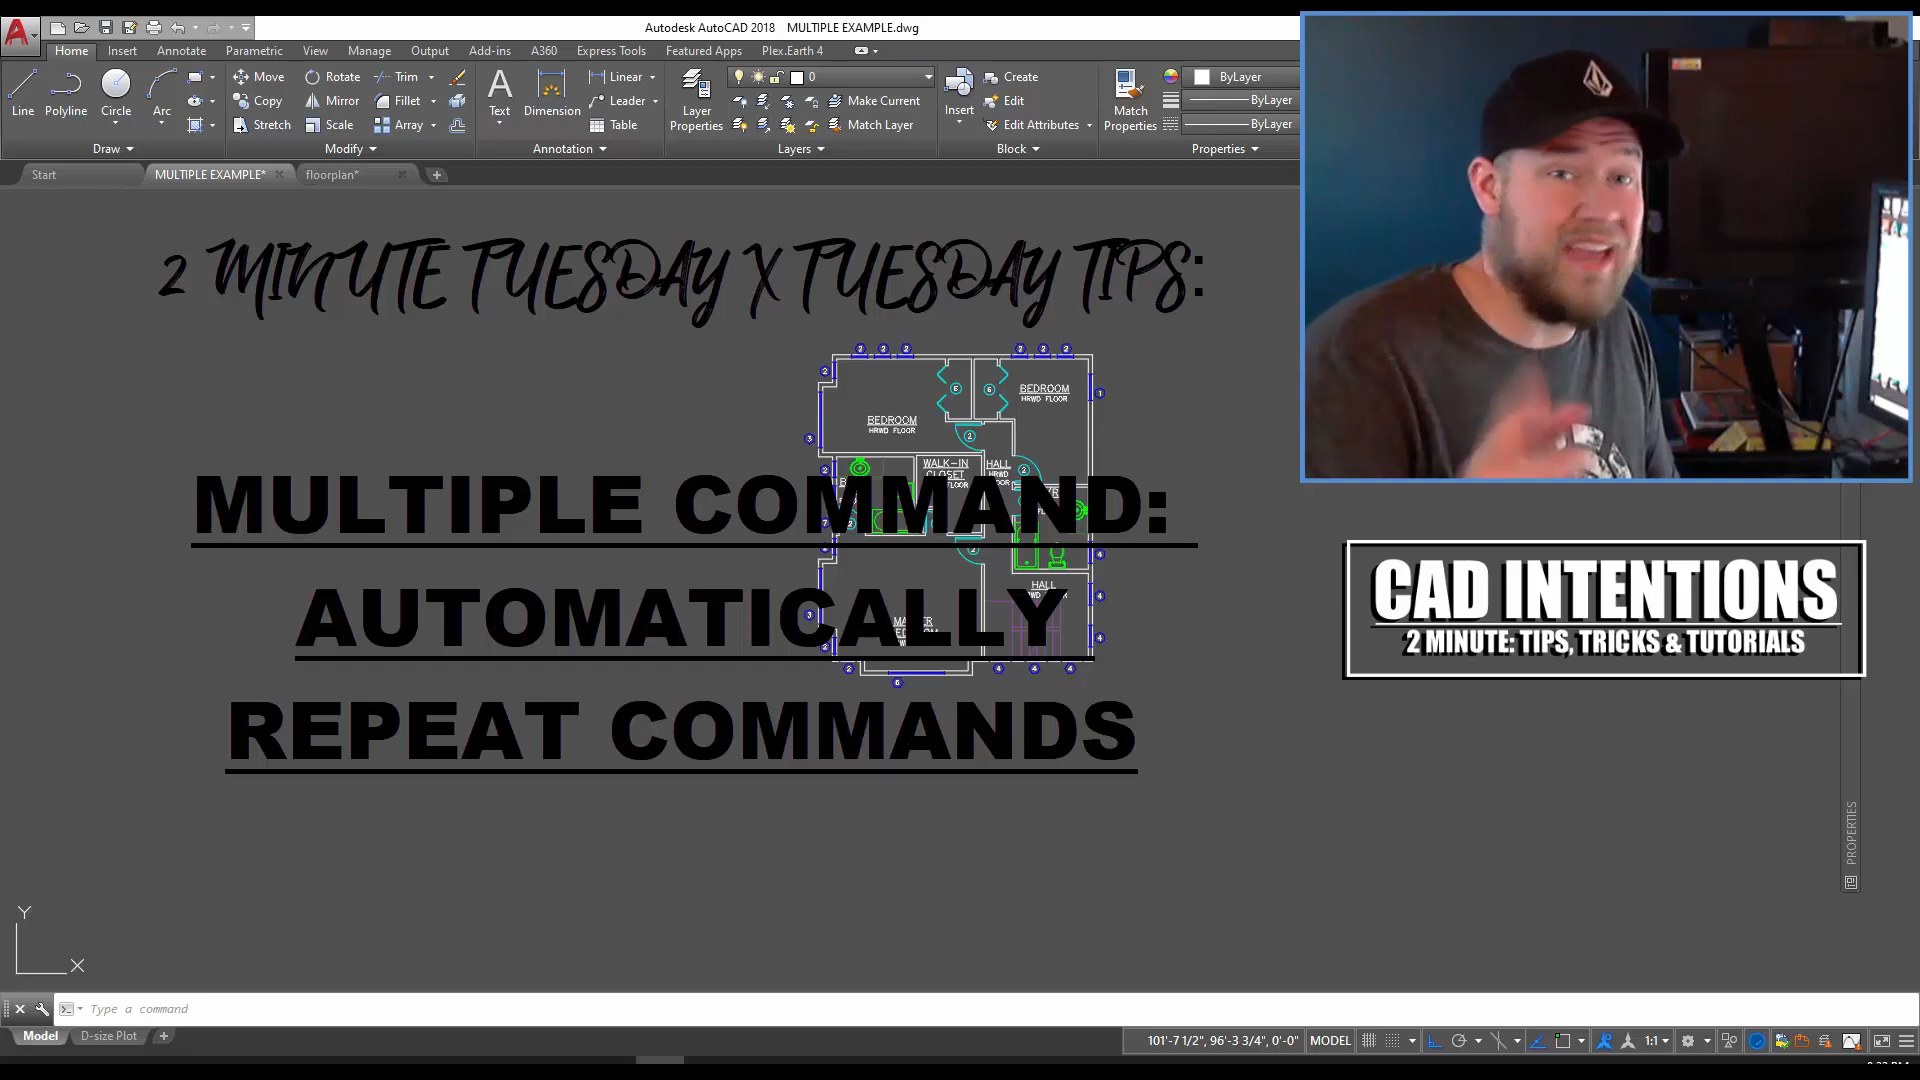 Autodesk AutoCAD 2018 MULTIPLE EXAMPLE.dwg
Home Insert Annotate Parametric View Manage Output Add-ins A360 Express Tools Featured Apps Plex.Earth 4
Line Polyline Circle Arc
Move Rotate Trim
Copy Mirror Fillet
Stretch Scale Array
Text Dimension
Linear
Leader
Table
Layer Properties
0
Make Current
Match Layer
Insert
Create
Edit
Edit Attributes
Match Properties
ByLayer
ByLayer
ByLayer
Draw Modify Annotation Layers Block Properties
Start MULTIPLE EXAMPLE* floorplan*
2 MINUTE TUESDAY X TUESDAY TIPS:
BEDROOM
HRWD FLOOR
BEDROOM
HRWD FLOOR
WALK-IN
CLOSET
HALL
HRWD
MULTIPLE COMMAND:
AUTOMATICALLY
REPEAT COMMANDS
HALL
CAD INTENTIONS
2 MINUTE: TIPS, TRICKS & TUTORIALS
PROPERTIES
Y
X
Type a command
Model D-size Plot
101'-7 1/2", 96'-3 3/4", 0'-0" MODEL 1:1